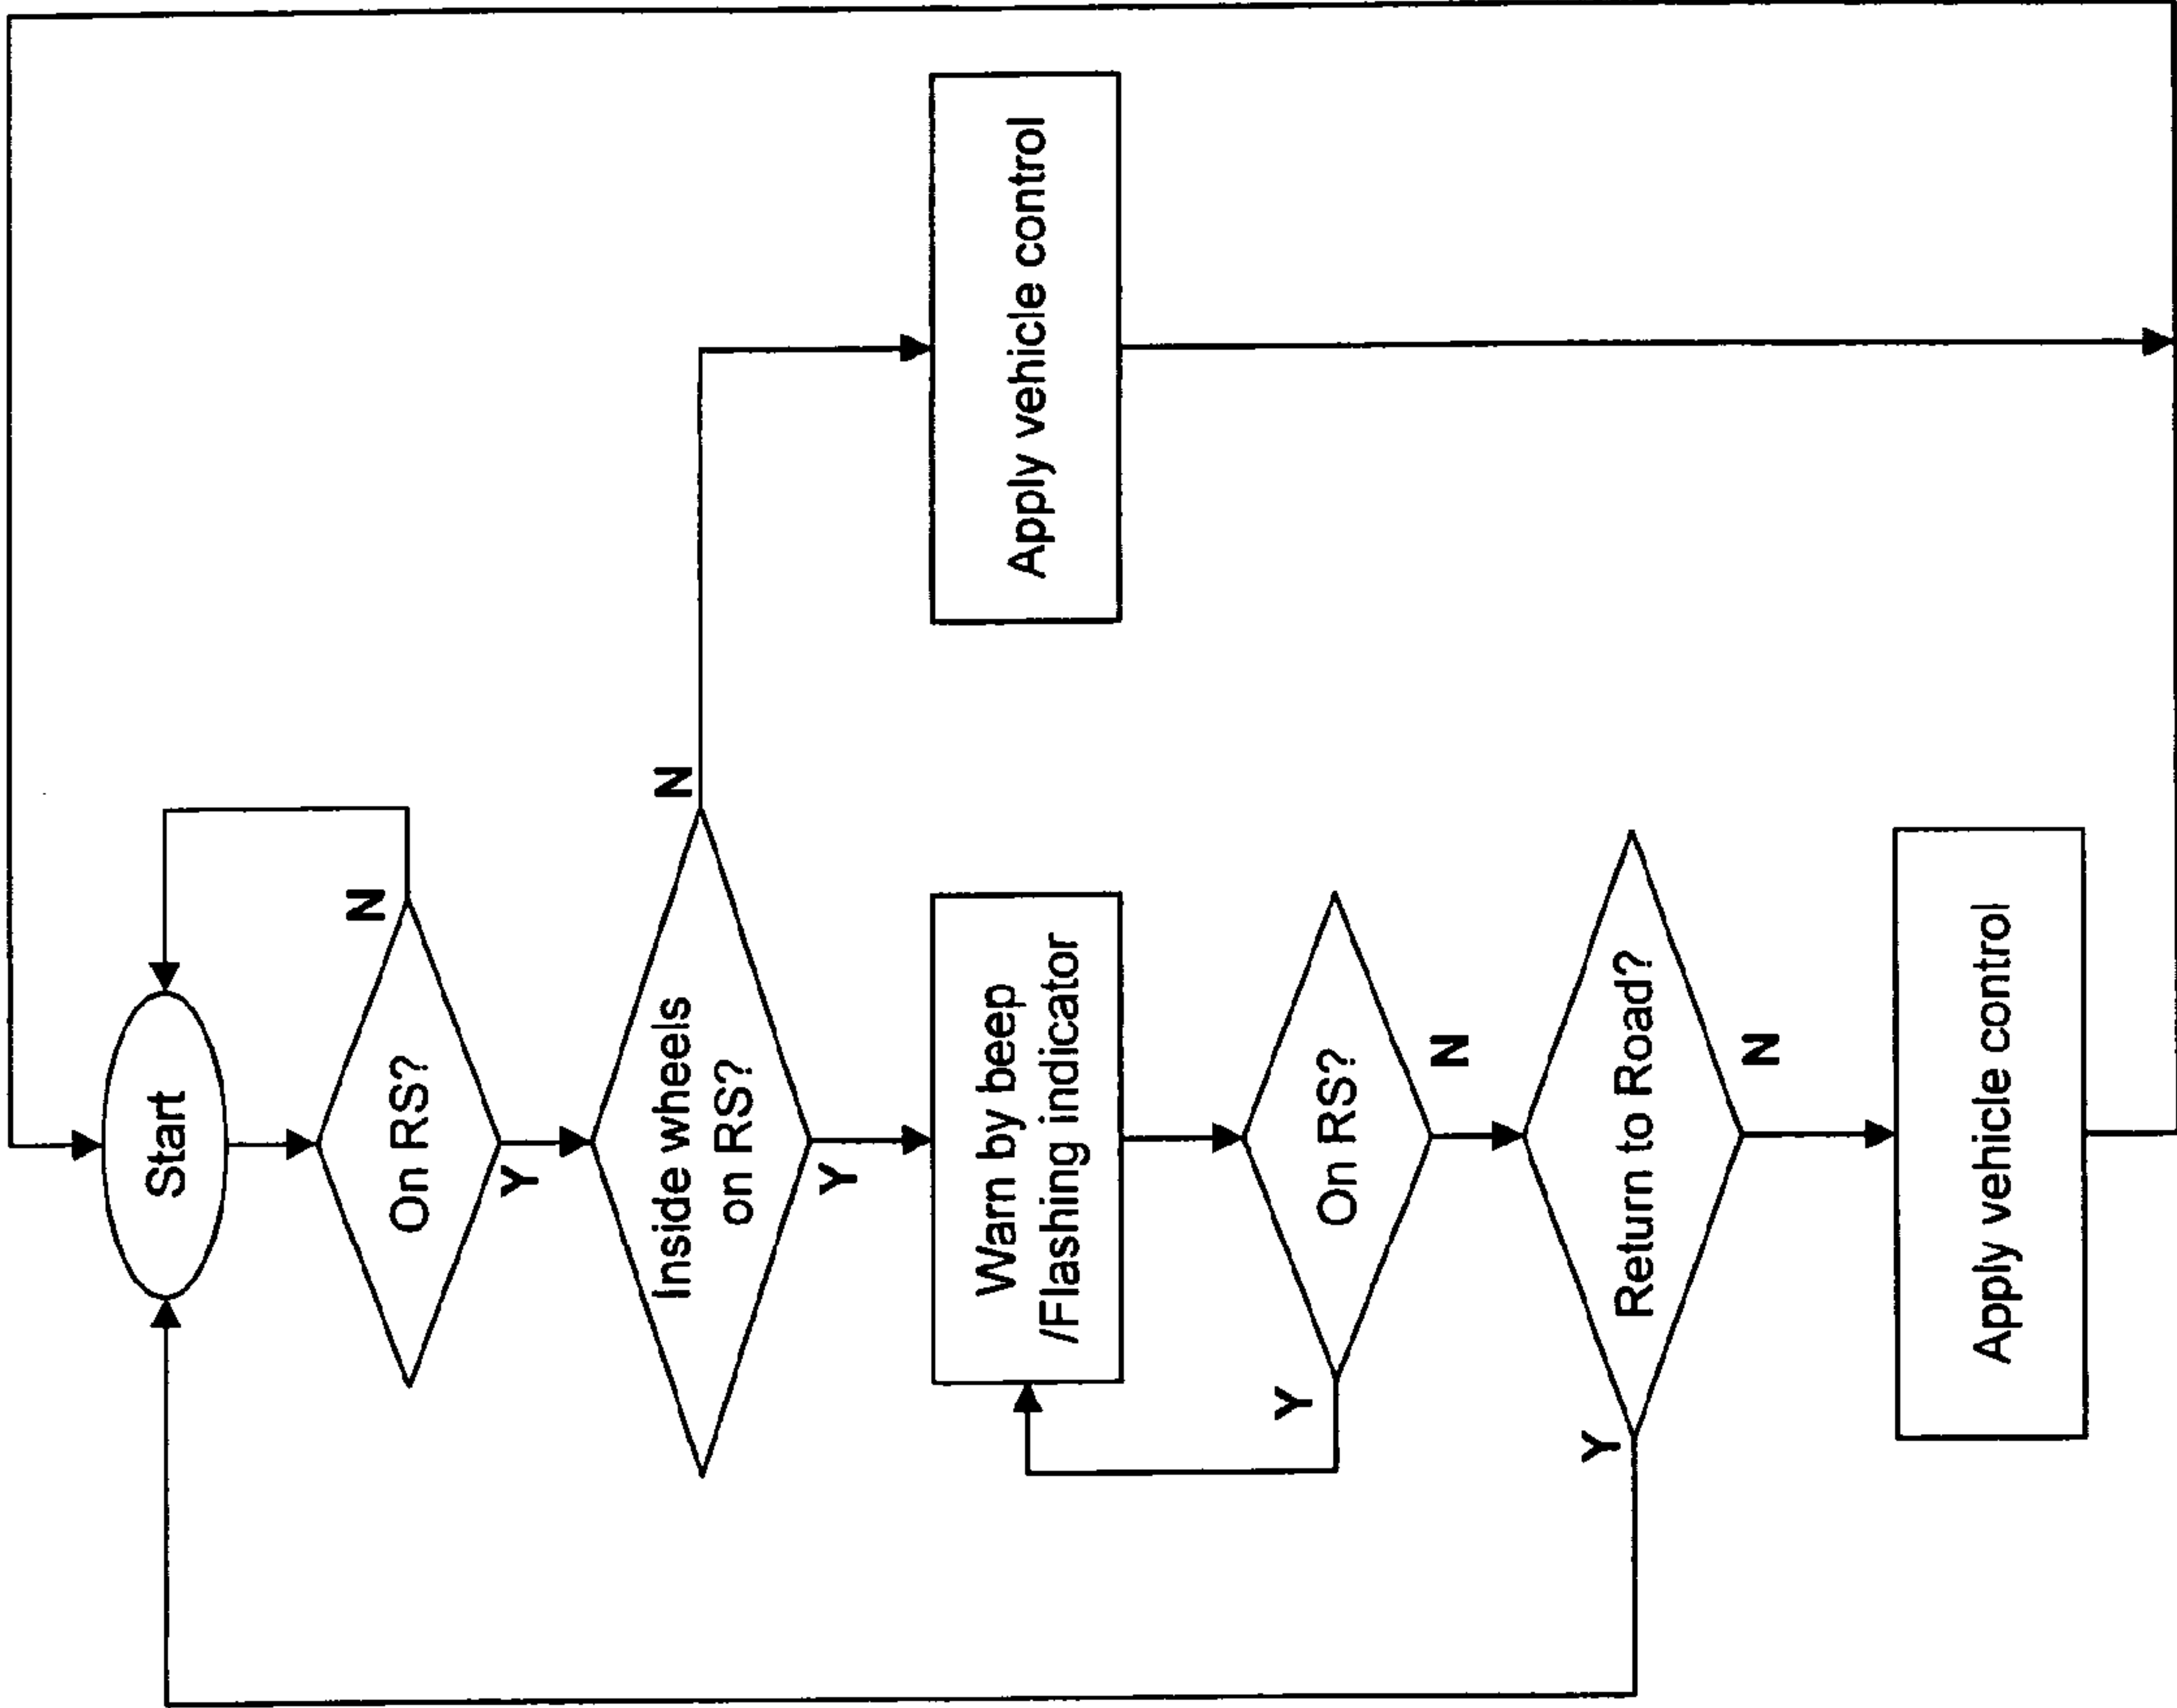 Start
On RS?
N
Y
Inside wheels
on RS?
N
Y
Warn by beep
/Flashing indicator
Apply vehicle control
On RS?
Y
N
Return to Road?
Y
N
Apply vehicle control